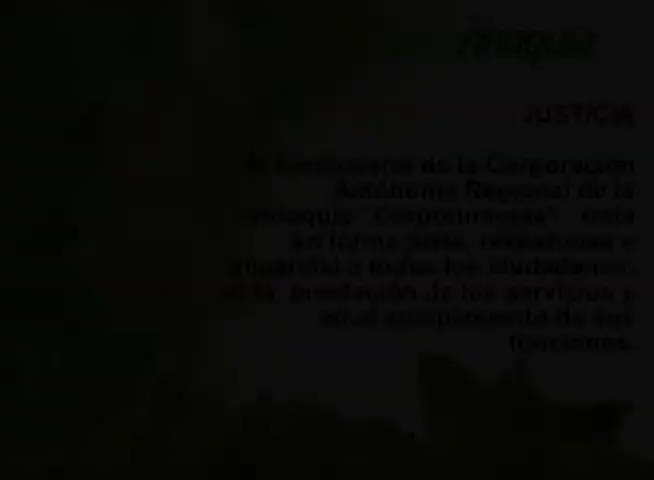 JUSTICIA
El funcionario de la Corporación
Autónoma Regional de la
Orinoquia "Corporinoquia", trata
en forma justa, respetuosa e
imparcial a todos los ciudadanos,
en la prestación de los servicios y
en el cumplimiento de sus
funciones.